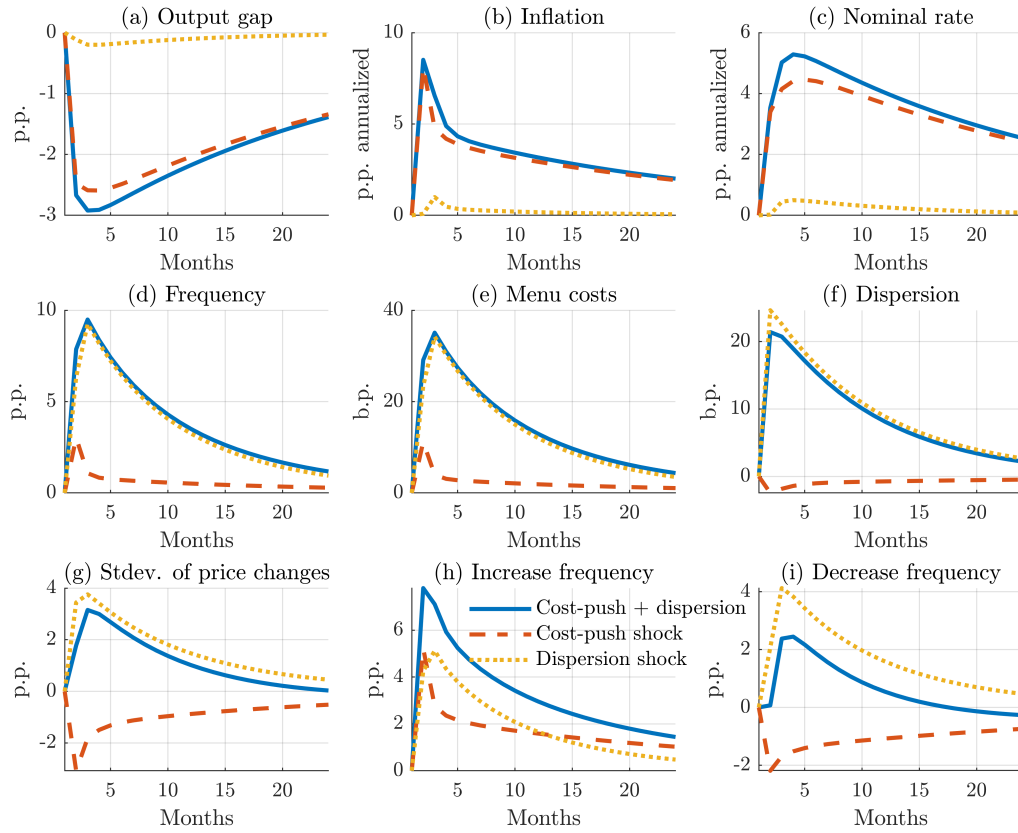 (a) Output gap
0
-1
-2
-3
p.p.
5
10
15
20
Months
(b) Inflation
10
5
0
p.p. annualized
5
10
15
20
Months
(c) Nominal rate
6
4
2
0
p.p. annualized
5
10
15
20
Months
(d) Frequency
10
5
0
p.p.
5
10
15
20
Months
(e) Menu costs
40
20
0
b.p.
5
10
15
20
Months
(f) Dispersion
20
10
0
b.p.
5
10
15
20
Months
(g) Stdev. of price changes
4
2
0
-2
p.p.
5
10
15
20
Months
(h) Increase frequency
6
4
2
0
p.p.
Cost-push + dispersion
Cost-push shock
Dispersion shock
5
10
15
20
Months
(i) Decrease frequency
4
2
0
-2
p.p.
5
10
15
20
Months